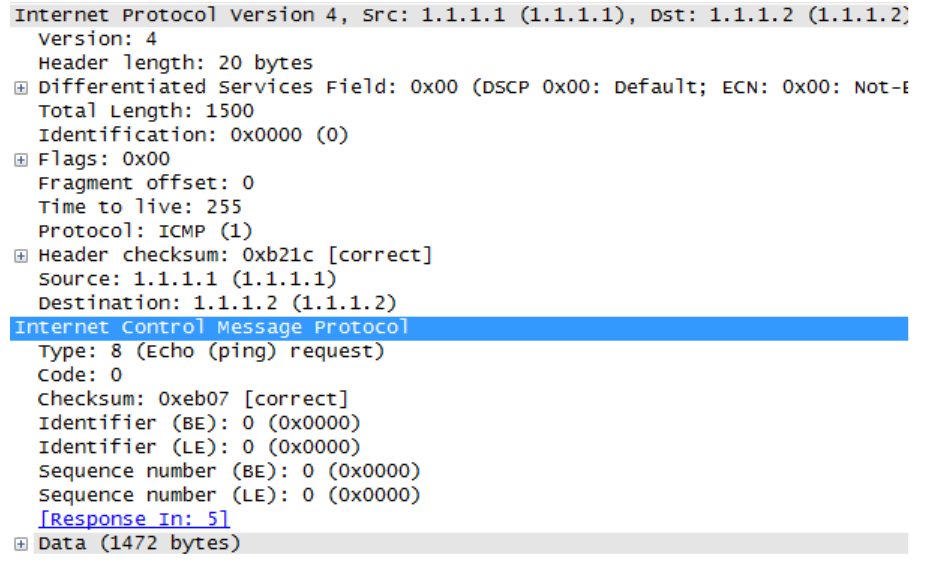 Internet Protocol Version 4, Src: 1.1.1.1 (1.1.1.1), Dst: 1.1.1.2 (1.1.1.2)
Version: 4
Header length: 20 bytes
Differentiated Services Field: 0x00 (DSCP 0x00: Default; ECN: 0x00: Not-E
Total Length: 1500
Identification: 0x0000 (0)
Flags: 0x00
Fragment offset: 0
Time to live: 255
Protocol: ICMP (1)
Header checksum: 0xb21c [correct]
Source: 1.1.1.1 (1.1.1.1)
Destination: 1.1.1.2 (1.1.1.2)
Internet Control Message Protocol
Type: 8 (Echo (ping) request)
Code: 0
Checksum: 0xeb07 [correct]
Identifier (BE): 0 (0x0000)
Identifier (LE): 0 (0x0000)
Sequence number (BE): 0 (0x0000)
Sequence number (LE): 0 (0x0000)
[Response In: 5]
Data (1472 bytes)